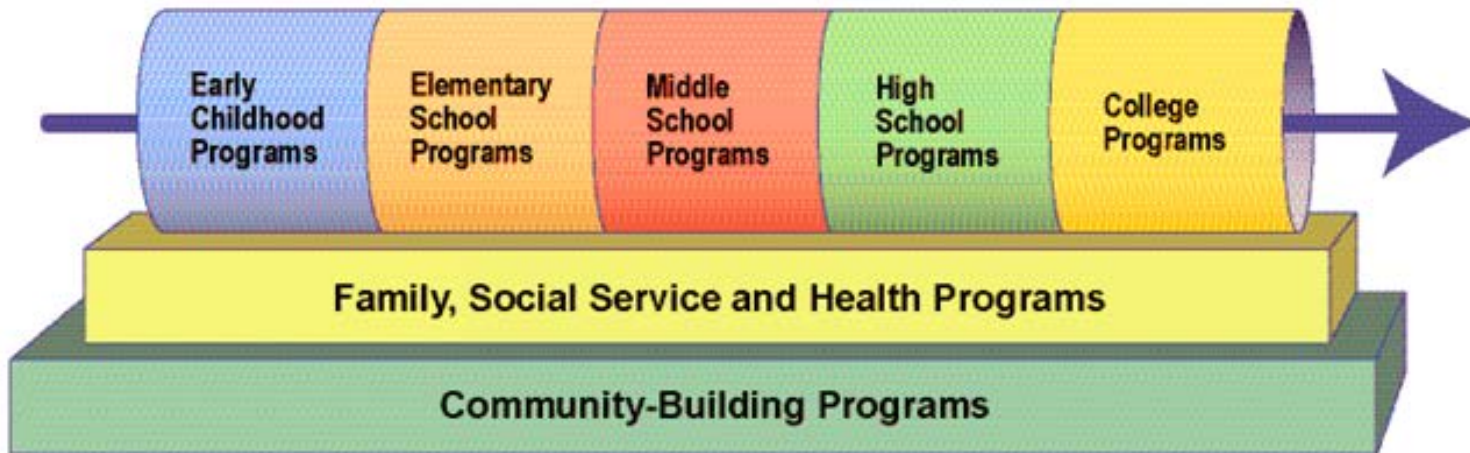 Early
Childhood
Programs
Elementary
School
Programs
Middle
School
Programs
High
School
Programs
College
Programs
Family, Social Service and Health Programs
Community-Building Programs